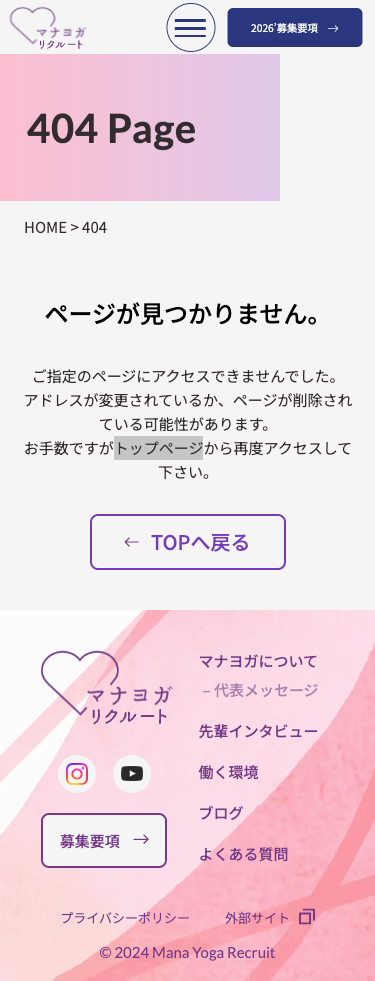 マナヨガ
リクルート
2026’募集要項 →
404 Page
HOME > 404
ページが見つかりません。
ご指定のページにアクセスできませんでした。
アドレスが変更されているか、ページが削除され
ている可能性があります。
お手数ですがトップページから再度アクセスして
下さい。
← TOPへ戻る
マナヨガ
リクルート
募集要項 →
マナヨガについて
– 代表メッセージ
先輩インタビュー
働く環境
ブログ
よくある質問
プライバシーポリシー 外部サイト
© 2024 Mana Yoga Recruit